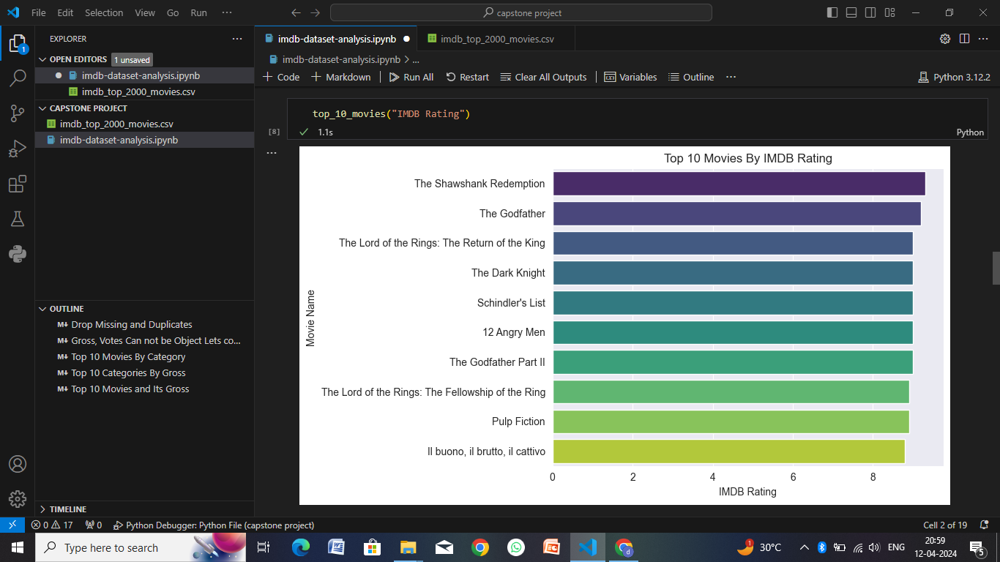 File Edit Selection View Go Run ··· capstone project
EXPLORER ···
1
OPEN EDITORS 1 unsaved
imdb-dataset-analysis.ipynb
imdb_top_2000_movies.csv
CAPSTONE PROJECT
imdb_top_2000_movies.csv
imdb-dataset-analysis.ipynb
OUTLINE
M↓ Drop Missing and Duplicates
M↓ Gross, Votes Can not be Object Lets co...
M↓ Top 10 Movies By Category
M↓ Top 10 Categories By Gross
M↓ Top 10 Movies and Its Gross
TIMELINE
imdb-dataset-analysis.ipynb imdb_top_2000_movies.csv ···
imdb-dataset-analysis.ipynb > ...
+ Code + Markdown Run All Restart Clear All Outputs Variables Outline ··· Python 3.12.2
top_10_movies("IMDB Rating")
[8] 1.1s Python
···
Top 10 Movies By IMDB Rating
Movie Name
The Shawshank Redemption
The Godfather
The Lord of the Rings: The Return of the King
The Dark Knight
Schindler's List
12 Angry Men
The Godfather Part II
The Lord of the Rings: The Fellowship of the Ring
Pulp Fiction
Il buono, il brutto, il cattivo
0 2 4 6 8
IMDB Rating
0 17 0 Python Debugger: Python File (capstone project) Cell 2 of 19
Type here to search 1 30°C ENG 20:59
12-04-2024 5